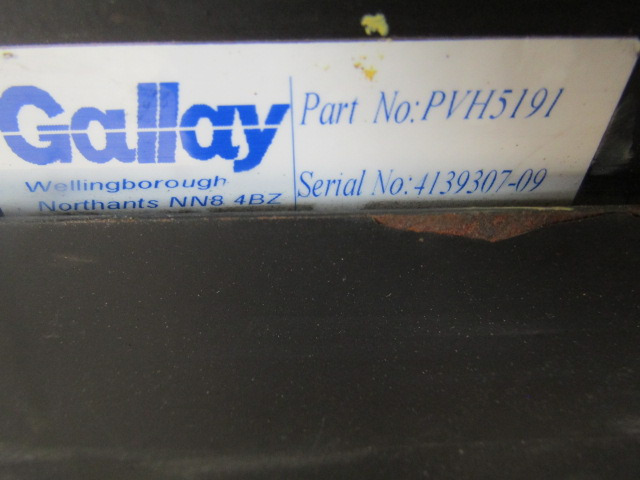 Gallay
Wellingborough
Northants NN8 4BZ
Part No:PVH5191
Serial No:4139307-09